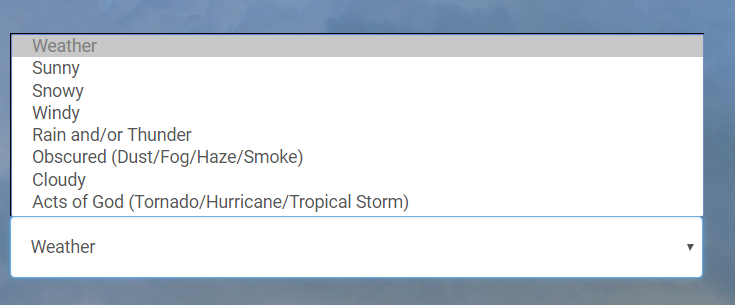 Weather
Sunny
Snowy
Windy
Rain and/or Thunder
Obscured (Dust/Fog/Haze/Smoke)
Cloudy
Acts of God (Tornado/Hurricane/Tropical Storm)
Weather